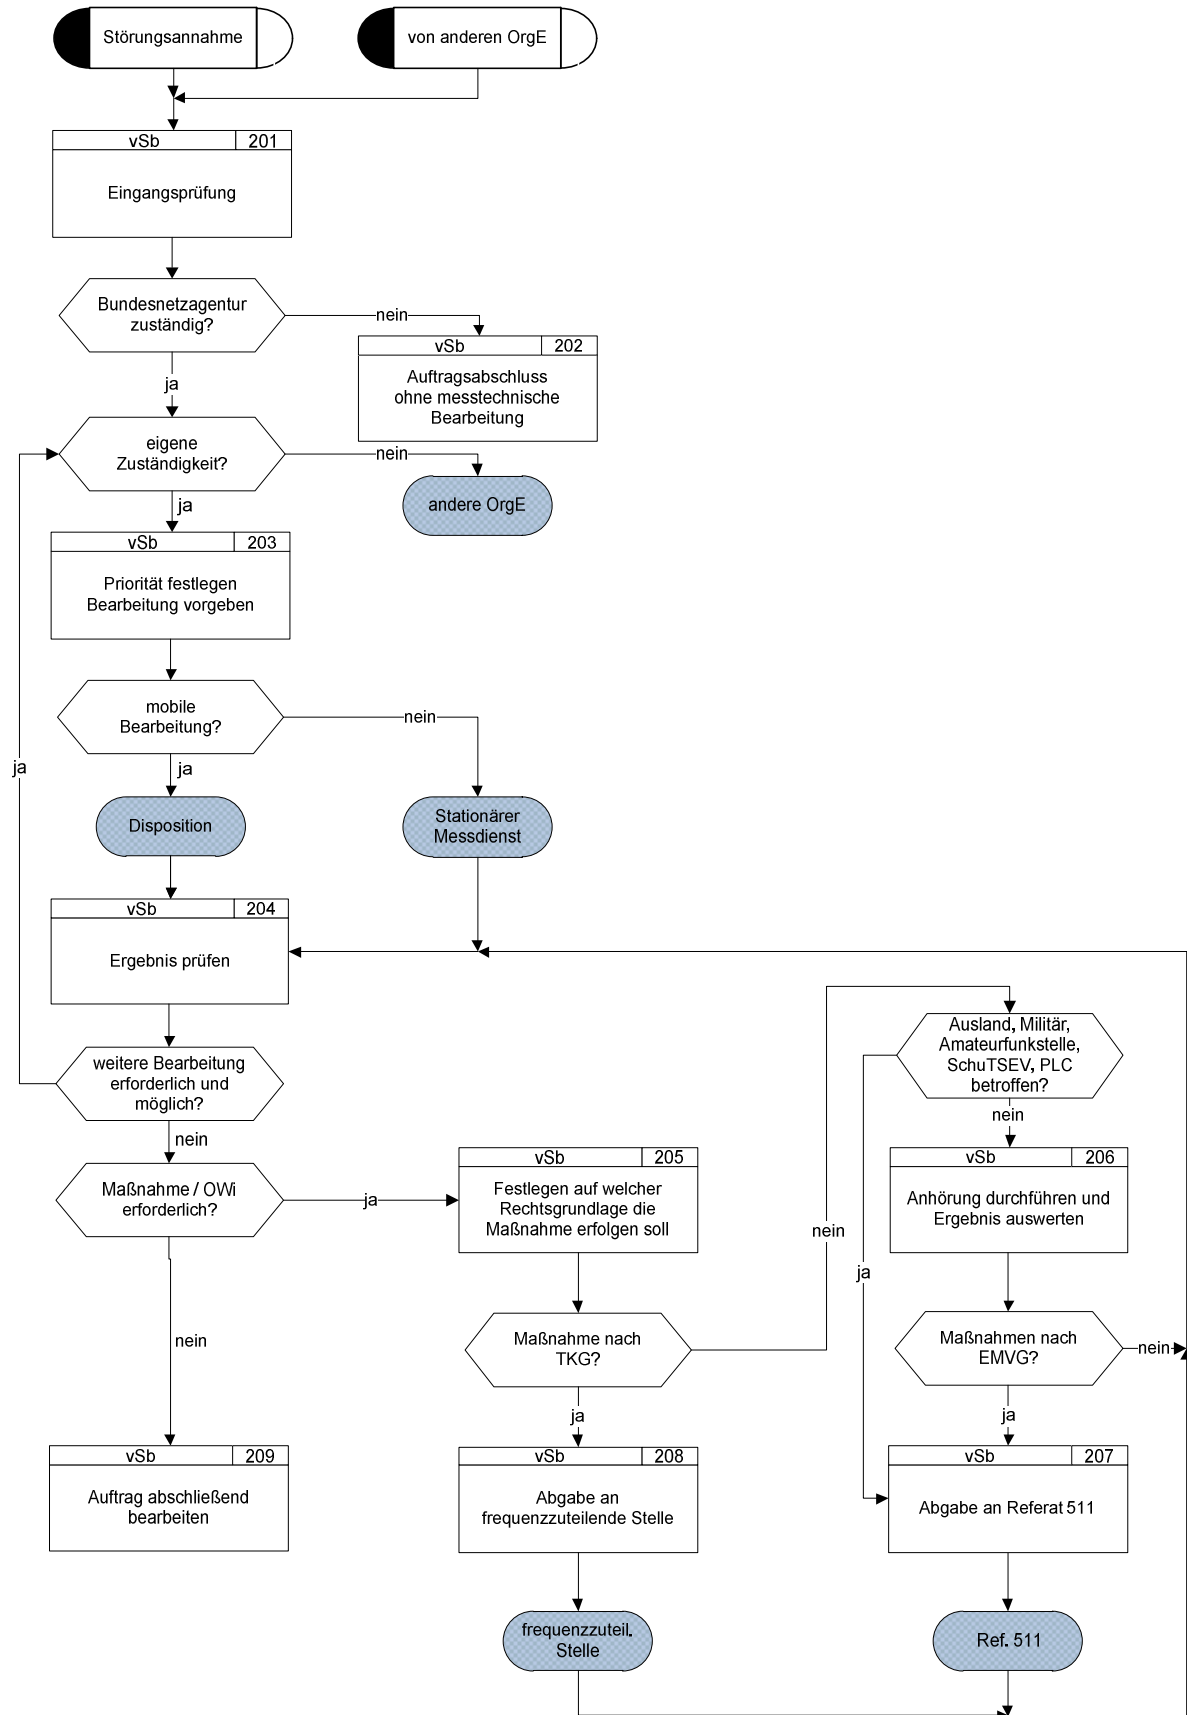 Störungsannahme
von anderen OrgE
vSb
201
Eingangsprüfung
Bundesnetzagentur
zuständig?
nein
vSb
202
Auftragsabschluss
ohne messtechnische
Bearbeitung
ja
eigene
Zuständigkeit?
nein
andere OrgE
ja
vSb
203
Priorität festlegen
Bearbeitung vorgeben
mobile
Bearbeitung?
nein
ja
ja
Disposition
Stationärer
Messdienst
vSb
204
Ergebnis prüfen
weitere Bearbeitung
erforderlich und
möglich?
nein
Maßnahme / OWi
erforderlich?
ja
nein
vSb
209
Auftrag abschließend
bearbeiten
vSb
205
Festlegen auf welcher
Rechtsgrundlage die
Maßnahme erfolgen soll
Maßnahme nach
TKG?
nein
ja
vSb
208
Abgabe an
frequenzzuteilende Stelle
frequenzzuteil.
Stelle
Ausland, Militär,
Amateurfunkstelle,
SchuTSEV, PLC
betroffen?
nein
ja
vSb
206
Anhörung durchführen und
Ergebnis auswerten
Maßnahmen nach
EMVG?
nein
ja
vSb
207
Abgabe an Referat 511
Ref. 511